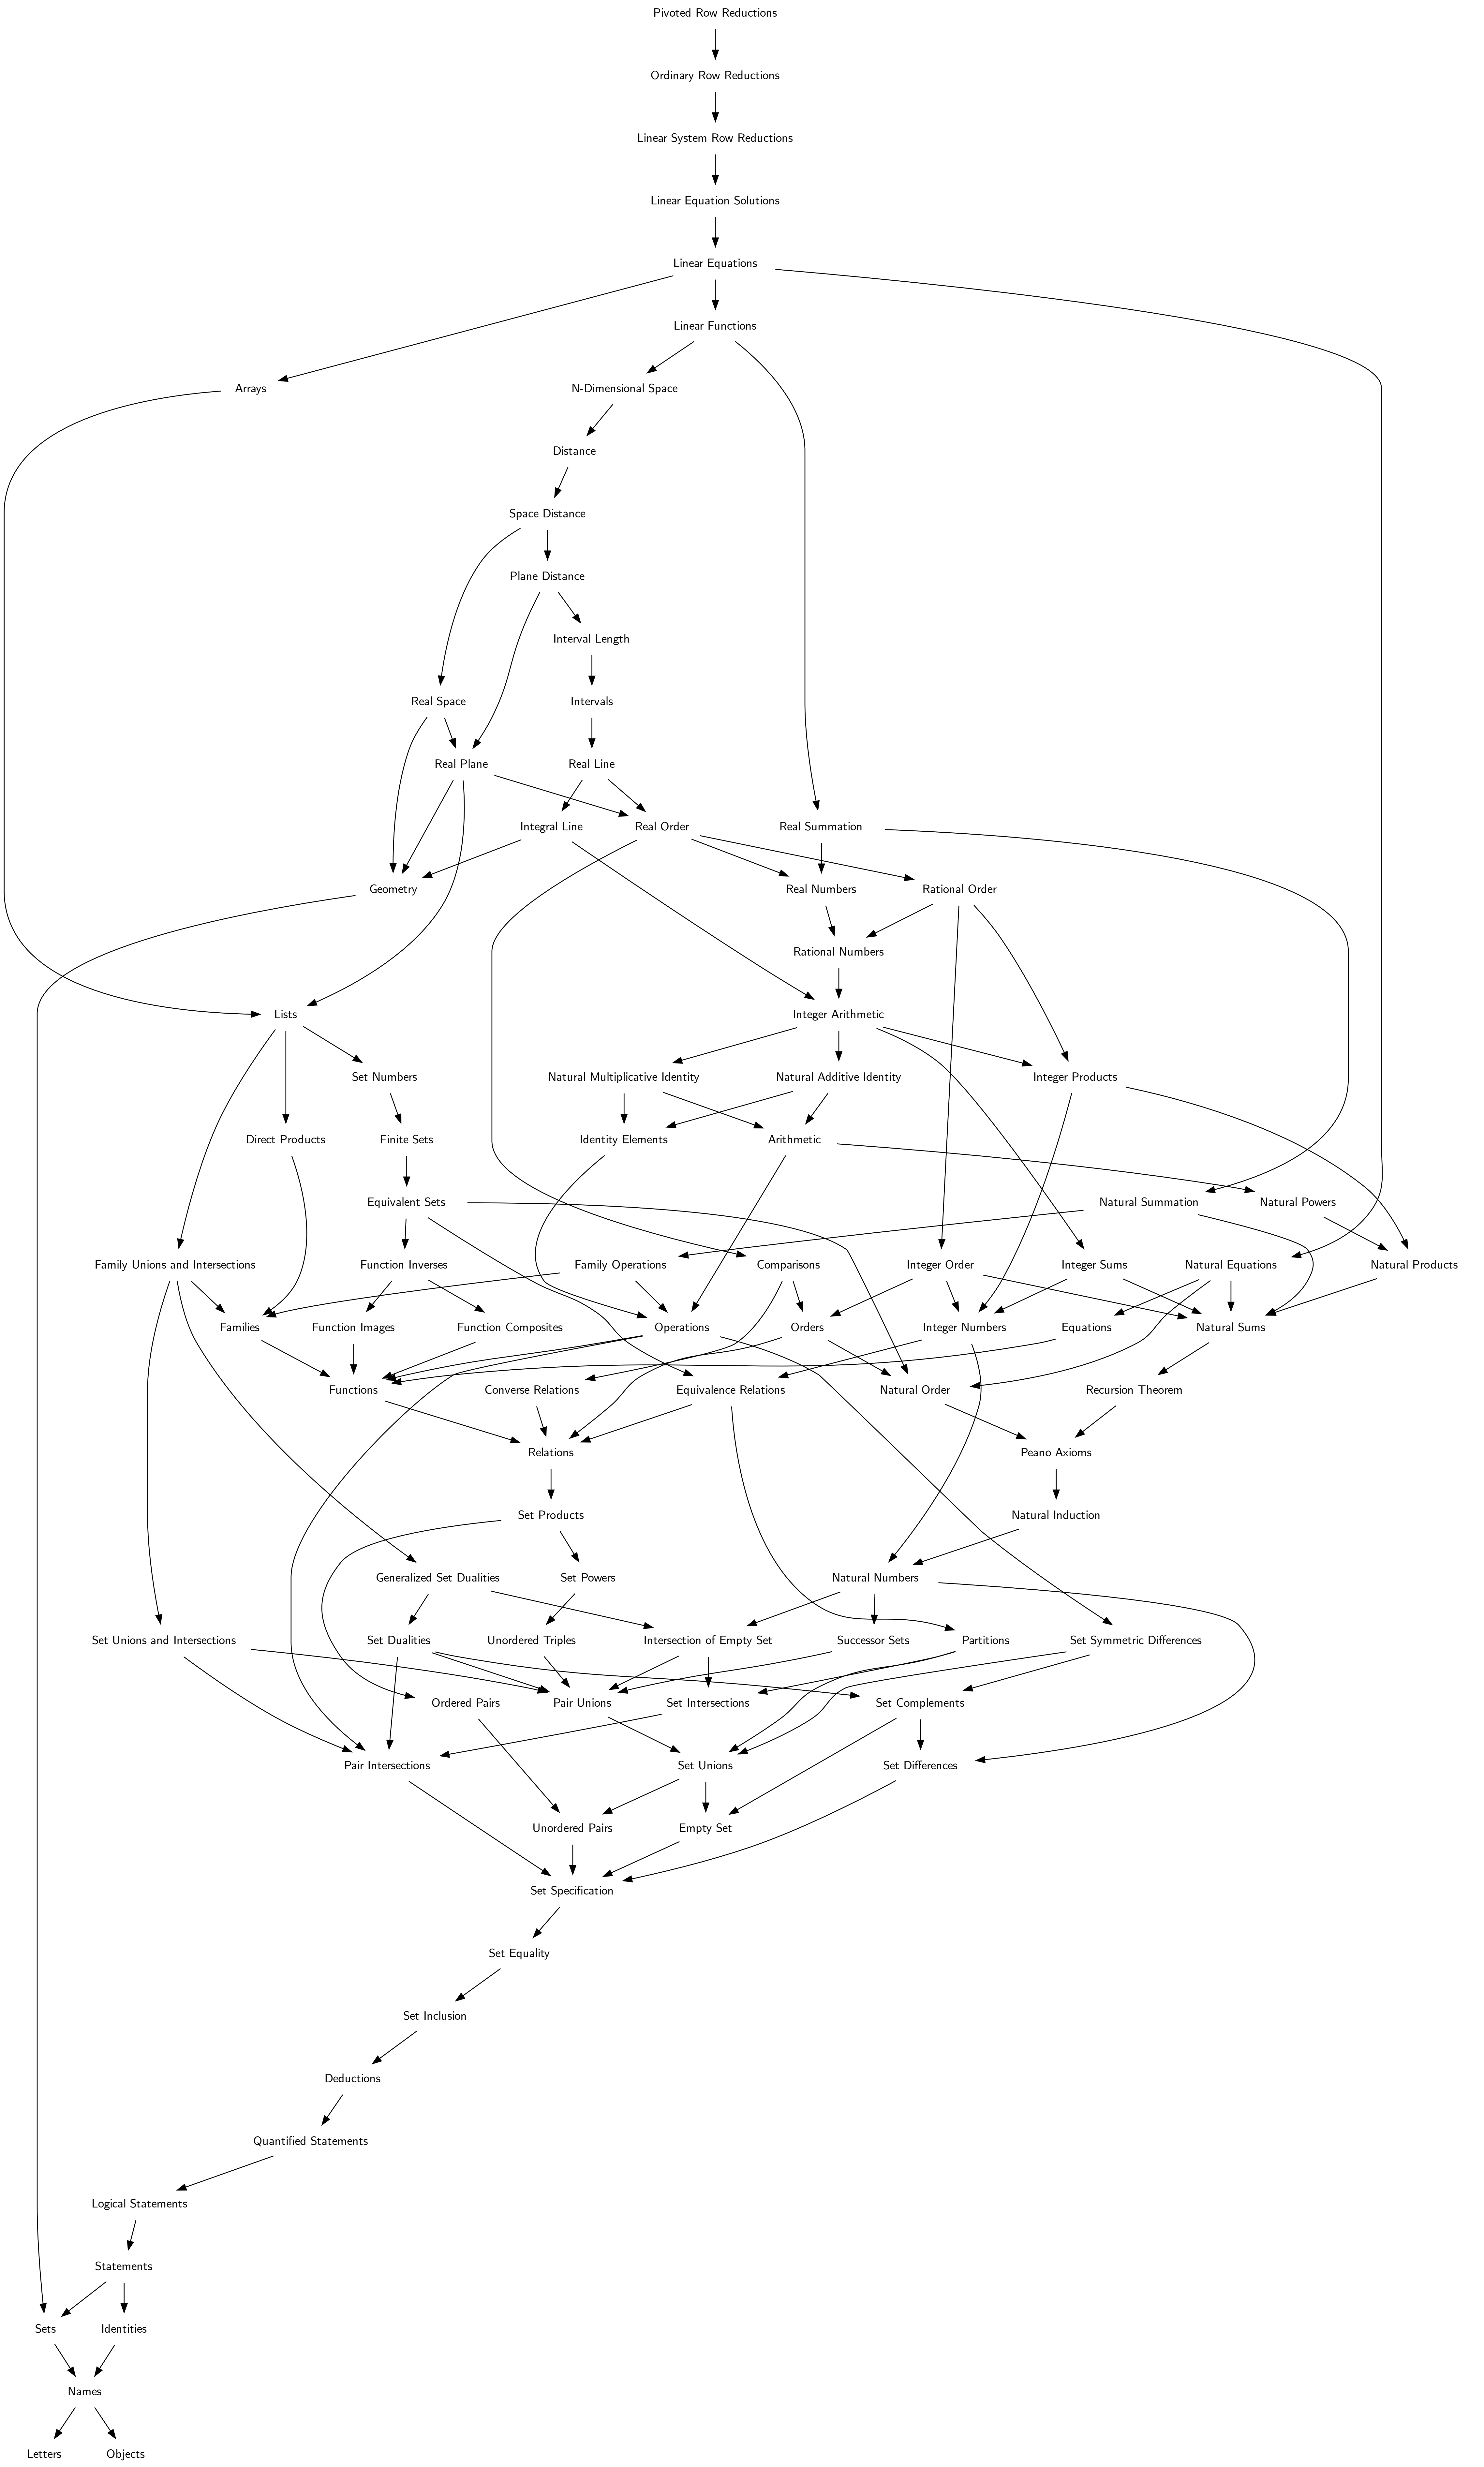 Pivoted Row Reductions
Ordinary Row Reductions
Linear System Row Reductions
Linear Equation Solutions
Linear Equations
Linear Functions
Arrays
N-Dimensional Space
Distance
Space Distance
Plane Distance
Interval Length
Real Space
Intervals
Real Plane
Real Line
Integral Line
Real Order
Real Summation
Geometry
Real Numbers
Rational Order
Rational Numbers
Lists
Integer Arithmetic
Set Numbers
Natural Multiplicative Identity
Natural Additive Identity
Integer Products
Direct Products
Finite Sets
Identity Elements
Arithmetic
Equivalent Sets
Natural Summation
Natural Powers
Family Unions and Intersections
Function Inverses
Family Operations
Comparisons
Integer Order
Integer Sums
Natural Equations
Natural Products
Families
Function Images
Function Composites
Operations
Orders
Integer Numbers
Equations
Natural Sums
Functions
Converse Relations
Equivalence Relations
Natural Order
Recursion Theorem
Relations
Peano Axioms
Set Products
Natural Induction
Generalized Set Dualities
Set Powers
Natural Numbers
Set Unions and Intersections
Set Dualities
Unordered Triples
Intersection of Empty Set
Successor Sets
Partitions
Set Symmetric Differences
Ordered Pairs
Pair Unions
Set Intersections
Set Complements
Pair Intersections
Set Unions
Set Differences
Unordered Pairs
Empty Set
Set Specification
Set Equality
Set Inclusion
Deductions
Quantified Statements
Logical Statements
Statements
Sets
Identities
Names
Letters
Objects